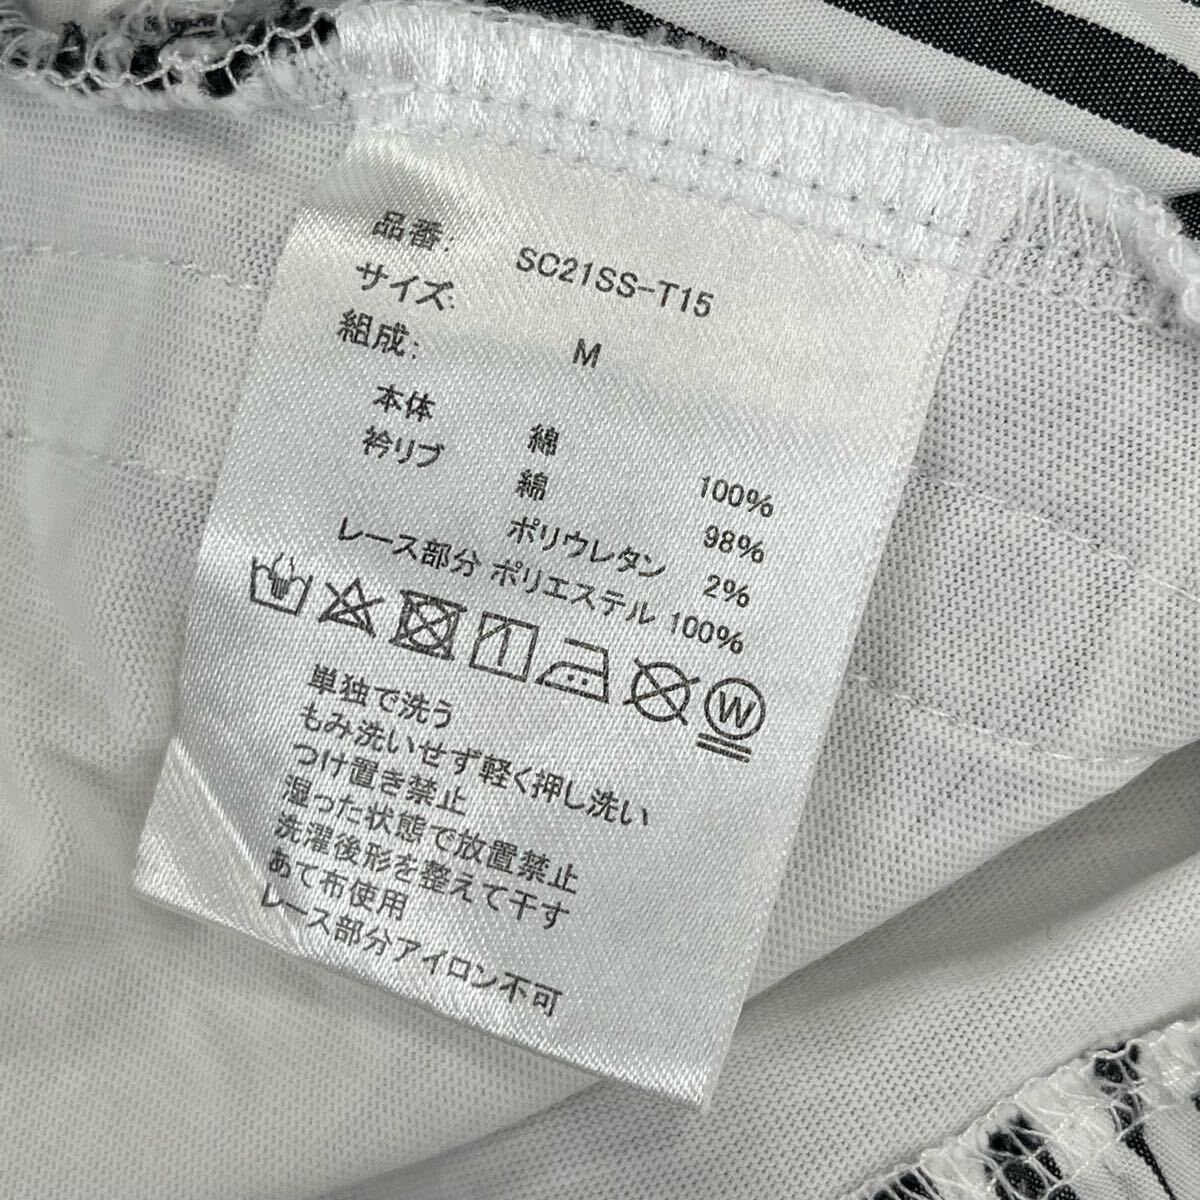 品番: SC21SS-T15
サイズ: M
組成:
本体 綿 100%
衿リブ 綿 98%
ポリウレタン 2%
レース部分 ポリエステル 100%
W
単独で洗う
もみ洗いせず軽く押し洗い
つけ置き禁止
湿った状態で放置禁止
洗濯後形を整えて干す
あて布使用
レース部分アイロン不可